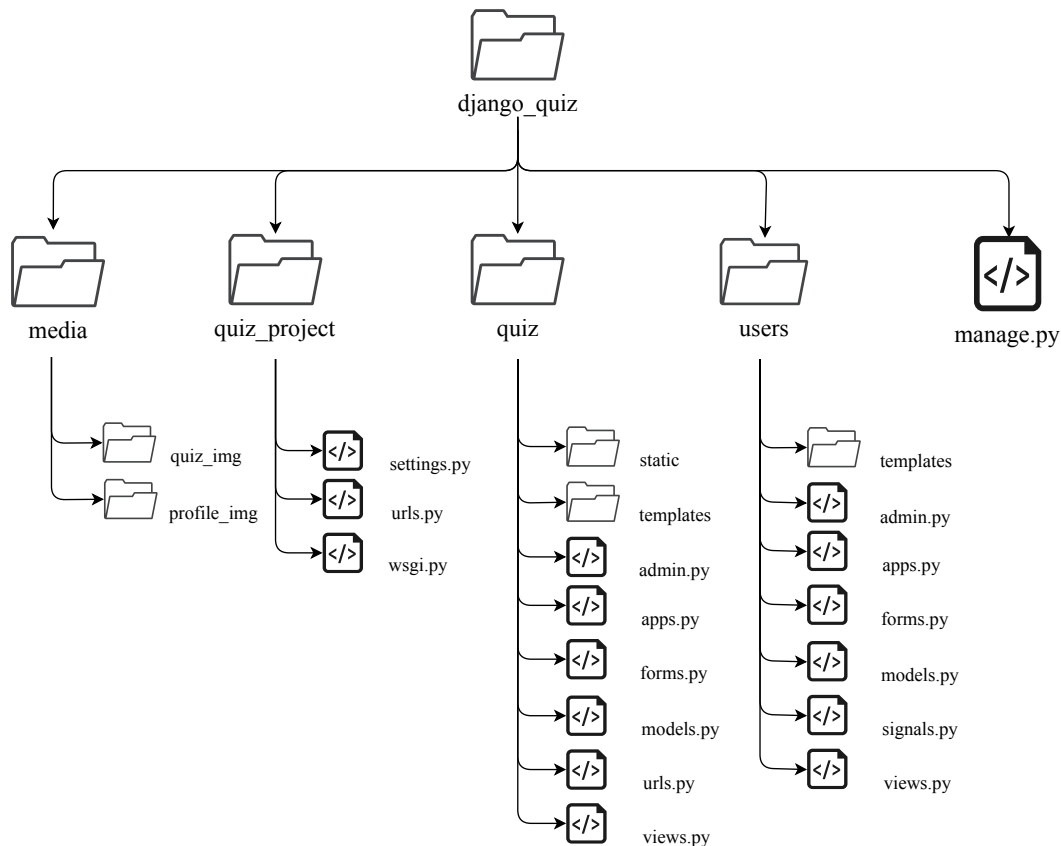 django_quiz
media
quiz_project
quiz
users
manage.py
quiz_img
profile_img
settings.py
urls.py
wsgi.py
static
templates
admin.py
apps.py
forms.py
models.py
urls.py
views.py
templates
admin.py
apps.py
forms.py
models.py
signals.py
views.py